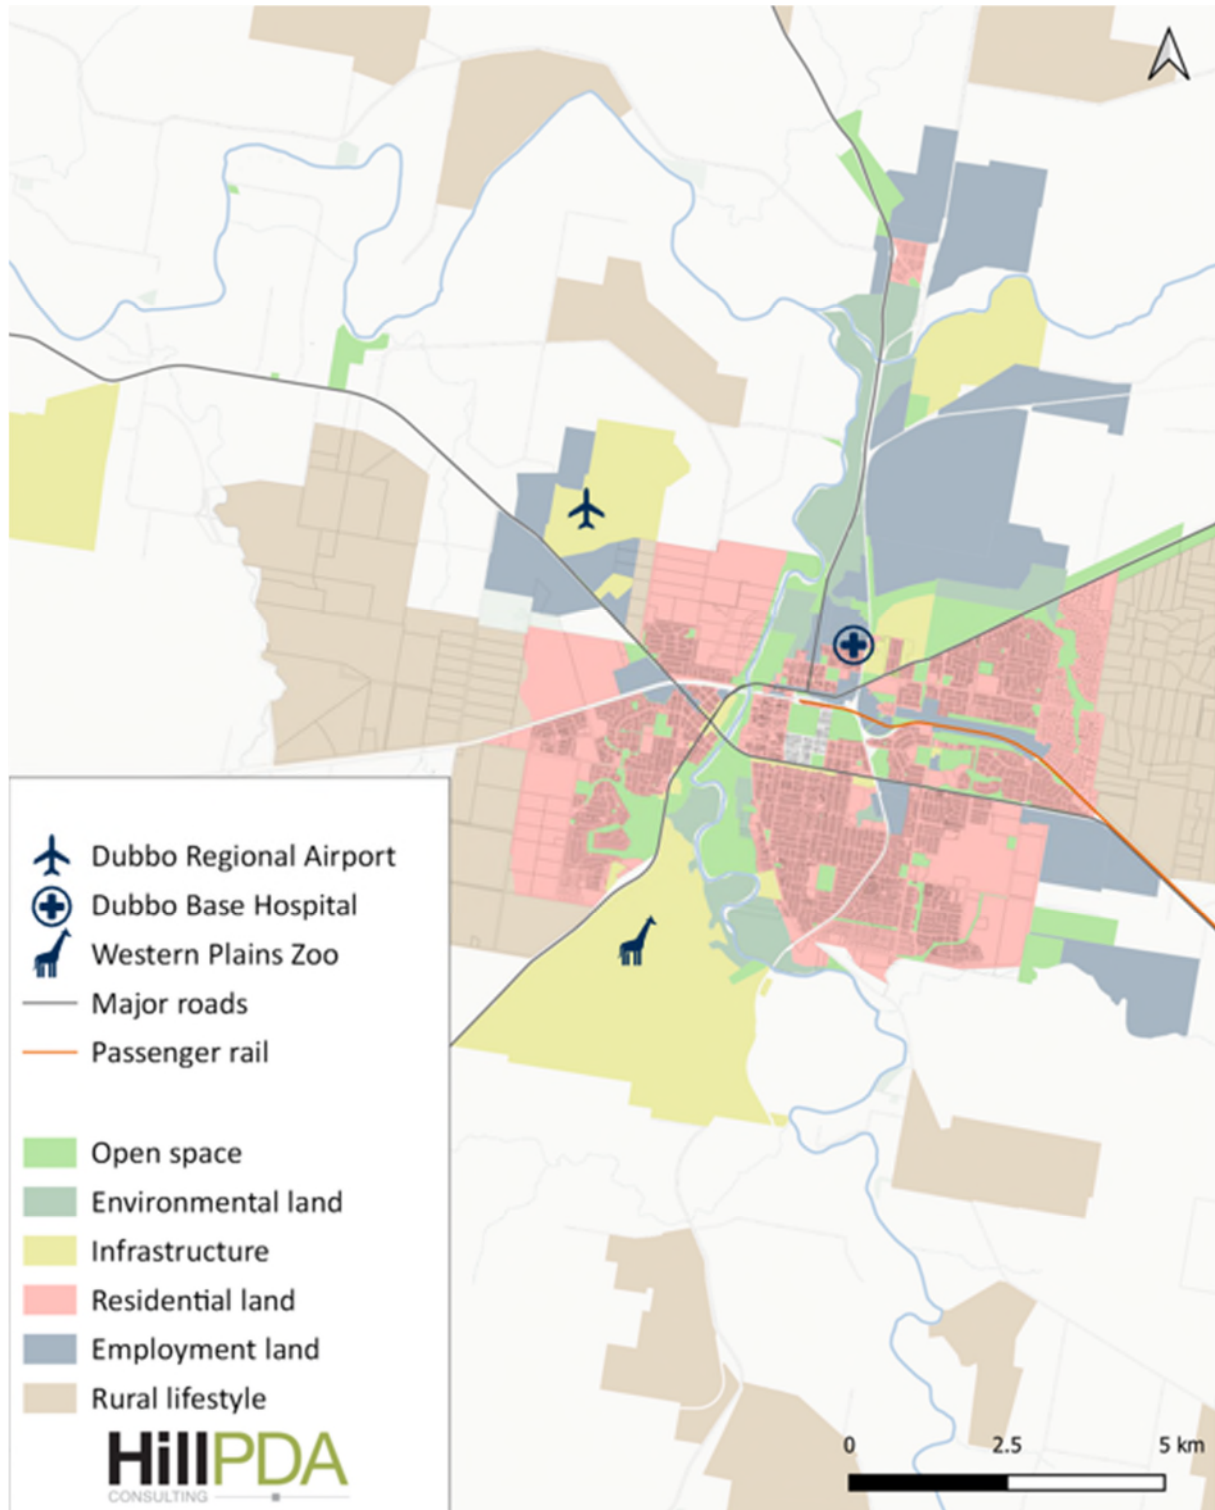 Dubbo Regional Airport
Dubbo Base Hospital
Western Plains Zoo
Major roads
Passenger rail
Open space
Environmental land
Infrastructure
Residential land
Employment land
Rural lifestyle
HillPDA
CONSULTING
0 2.5 5 km